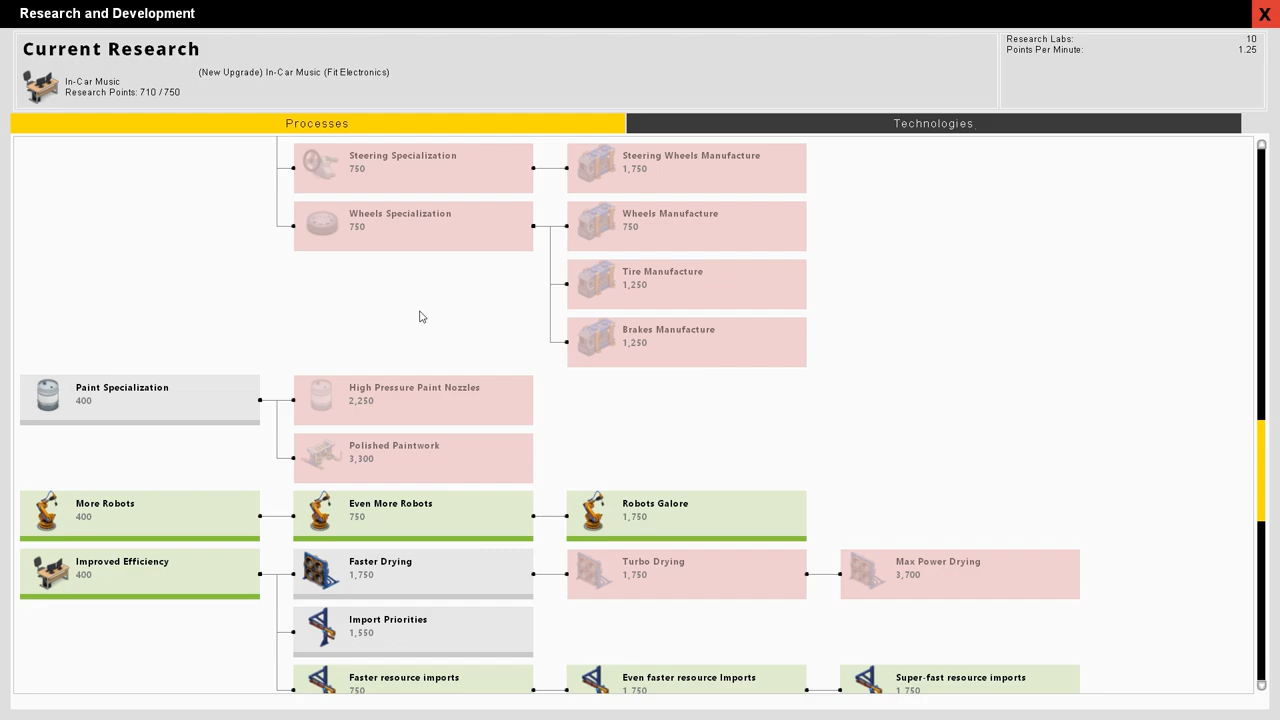 Research and Development
X
Current Research
(New Upgrade) In-Car Music (Fit Electronics)
In-Car Music
Research Points: 710 / 750
Research Labs: 10
Points Per Minute: 1.25
Processes
Technologies
Steering Specialization
750
Steering Wheels Manufacture
1,750
Wheels Specialization
750
Wheels Manufacture
750
Tire Manufacture
1,250
Brakes Manufacture
1,250
Paint Specialization
400
High Pressure Paint Nozzles
2,250
Polished Paintwork
3,300
More Robots
400
Even More Robots
750
Robots Galore
1,750
Improved Efficiency
400
Faster Drying
1,750
Turbo Drying
1,750
Max Power Drying
3,700
Import Priorities
1,550
Faster resource imports
750
Even faster resource Imports
1,750
Super-fast resource imports
1,750